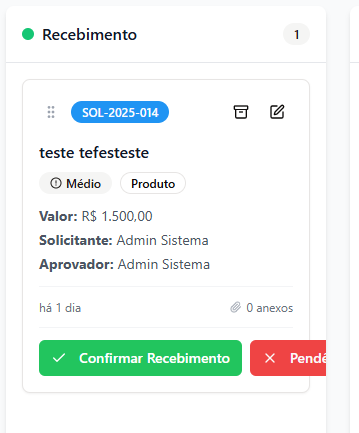 Recebimento 1
SOL-2025-014
teste tefesteste
Médio Produto
Valor: R$ 1.500,00
Solicitante: Admin Sistema
Aprovador: Admin Sistema
há 1 dia 0 anexos
Confirmar Recebimento Pendê